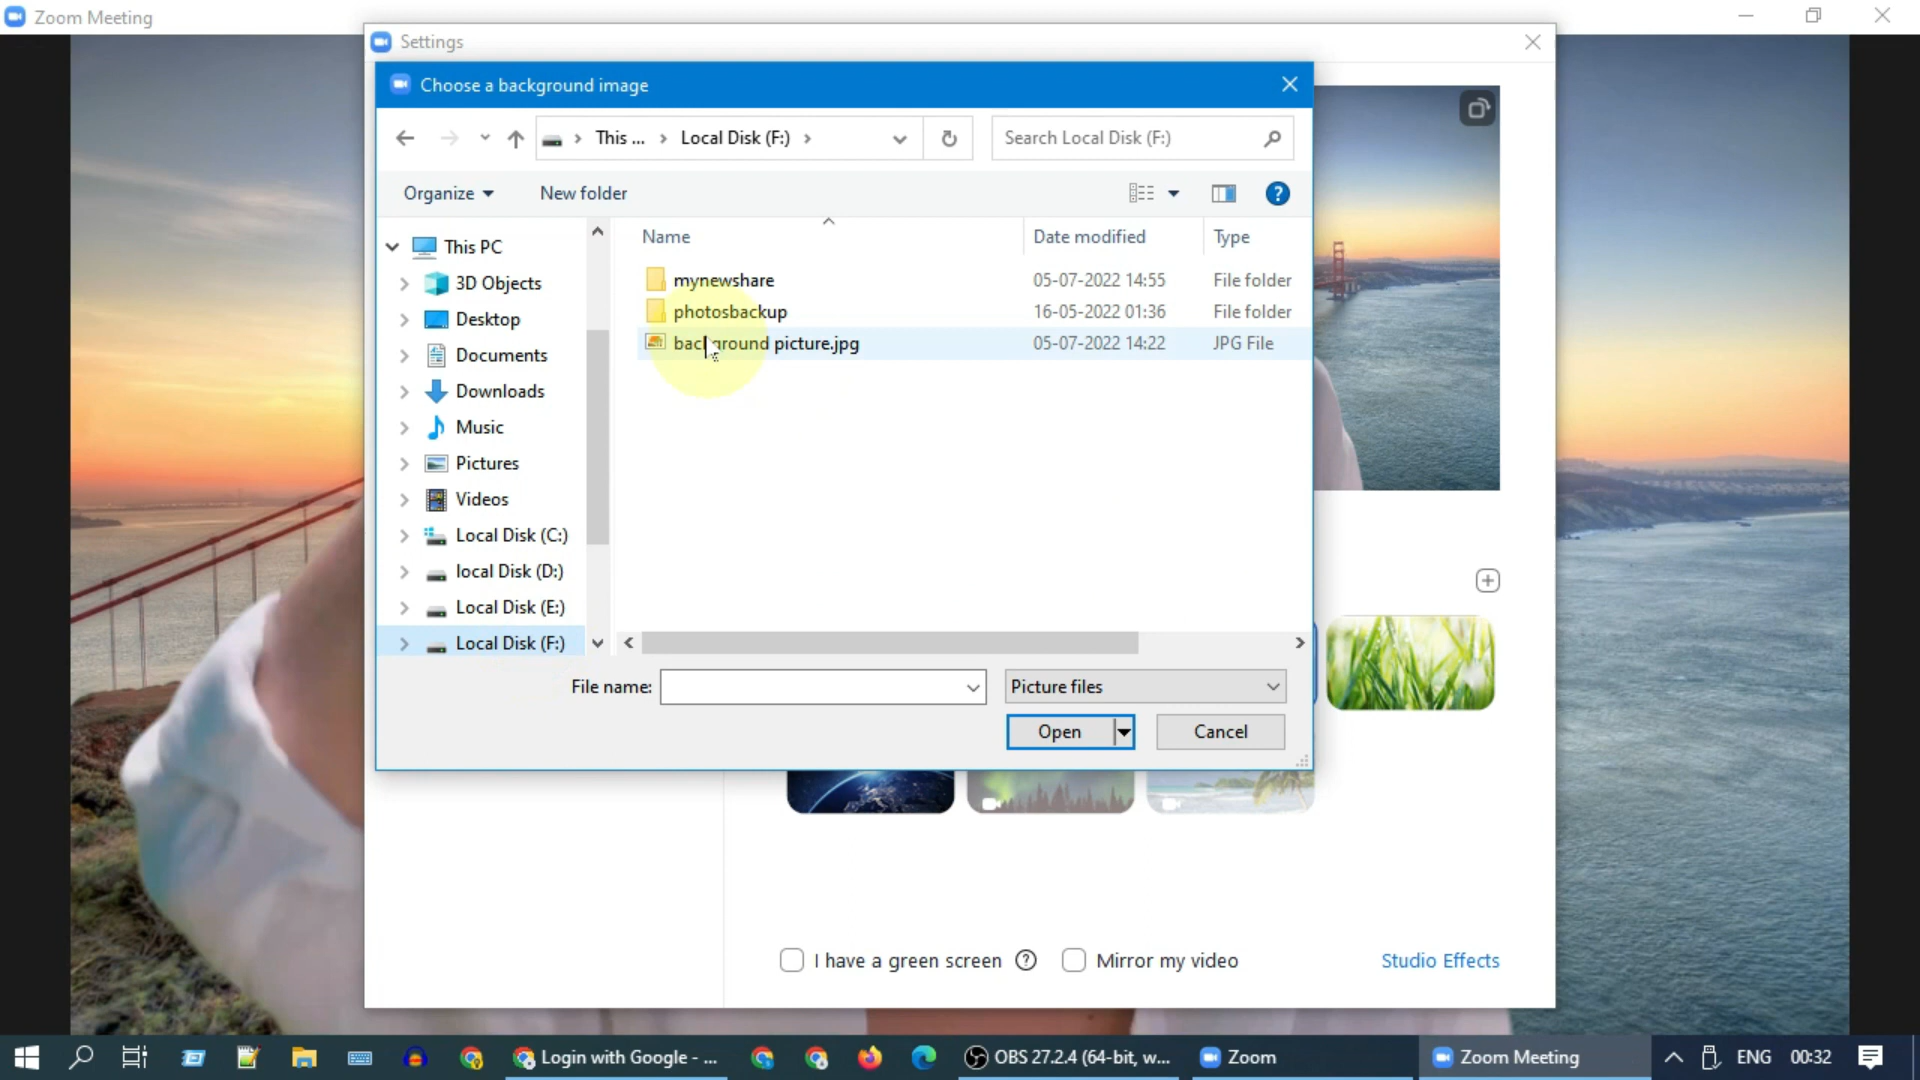 Zoom Meeting
Settings
Choose a background image
This ... Local Disk (F:)
Search Local Disk (F:)
Organize
New folder
Name
Date modified
Type
This PC
3D Objects
Desktop
Documents
Downloads
Music
Pictures
Videos
Local Disk (C:)
local Disk (D:)
Local Disk (E:)
Local Disk (F:)
mynewshare 05-07-2022 14:55 File folder
photosbackup 16-05-2022 01:36 File folder
background picture.jpg 05-07-2022 14:22 JPG File
File name:
Picture files
Open
Cancel
I have a green screen
Mirror my video
Studio Effects
Login with Google - ...
OBS 27.2.4 (64-bit, w...
Zoom
Zoom Meeting
ENG
00:32